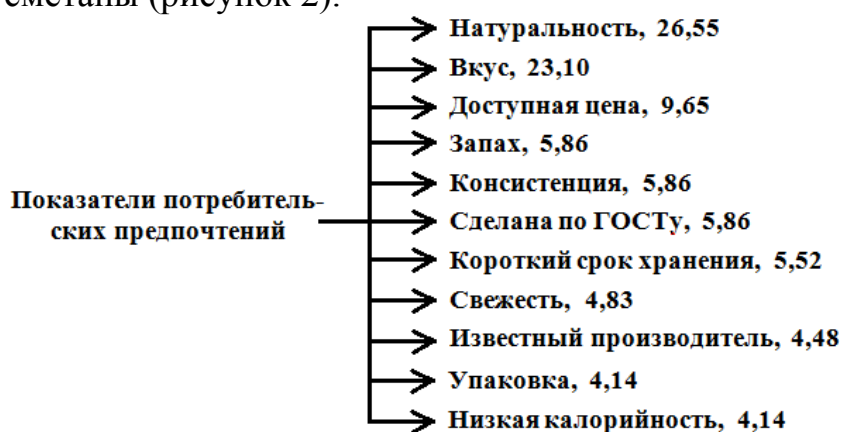 сметаны (рисунок 2).
Натуральность, 26,55
Вкус, 23,10
Доступная цена, 9,65
Запах, 5,86
Консистенция, 5,86
Показатели потребитель-
ских предпочтений
Сделана по ГОСТу, 5,86
Короткий срок хранения, 5,52
Свежесть, 4,83
Известный производитель, 4,48
Упаковка, 4,14
Низкая калорийность, 4,14